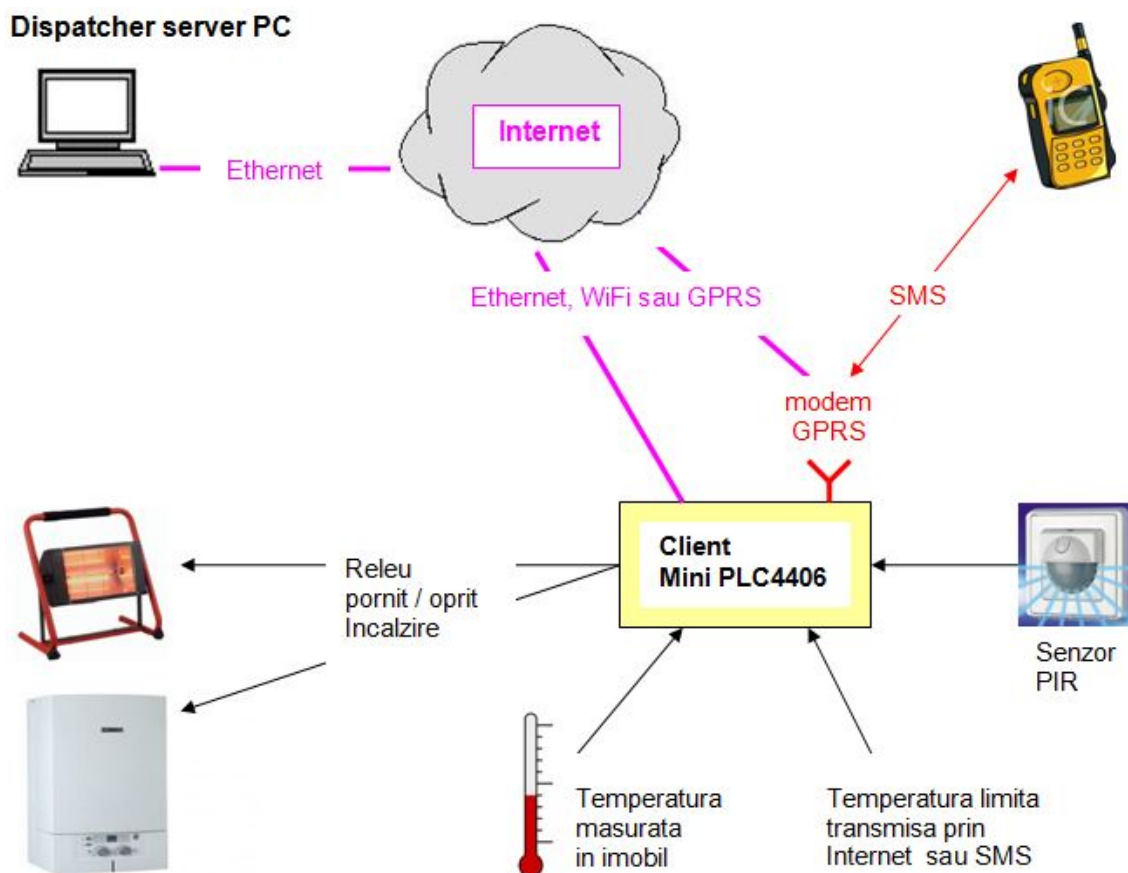 Dispatcher server PC
Internet
Ethernet
Ethernet, WiFi sau GPRS
SMS
modem
GPRS
Client
Mini PLC4406
Releu
pornit / oprit
Incalzire
Senzor
PIR
Temperatura
masurata
in imobil
Temperatura limita
transmisa prin
Internet sau SMS